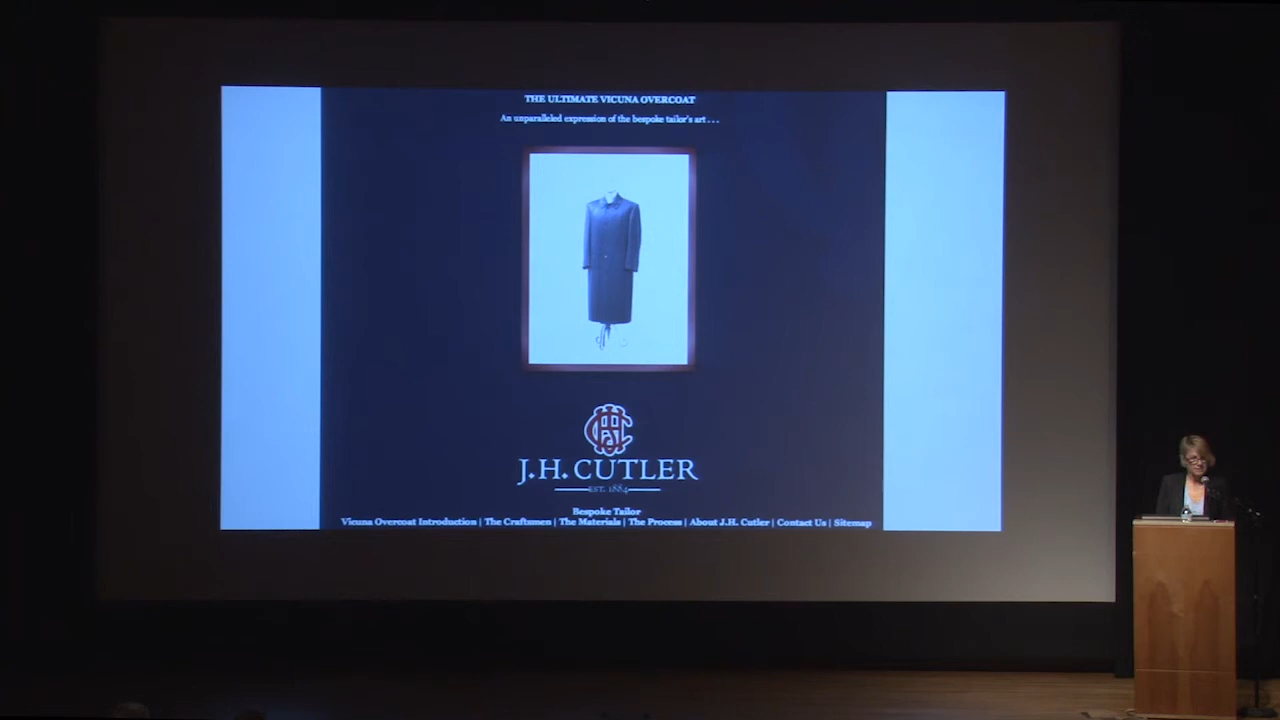 THE ULTIMATE VICUNA OVERCOAT
An unparalleled expression of the bespoke tailor's art . . .
J.H. CUTLER
EST. 1884
Bespoke Tailor
Vicuna Overcoat Introduction | The Craftsmen | The Materials | The Process | About J.H. Cutler | Contact Us | Sitemap